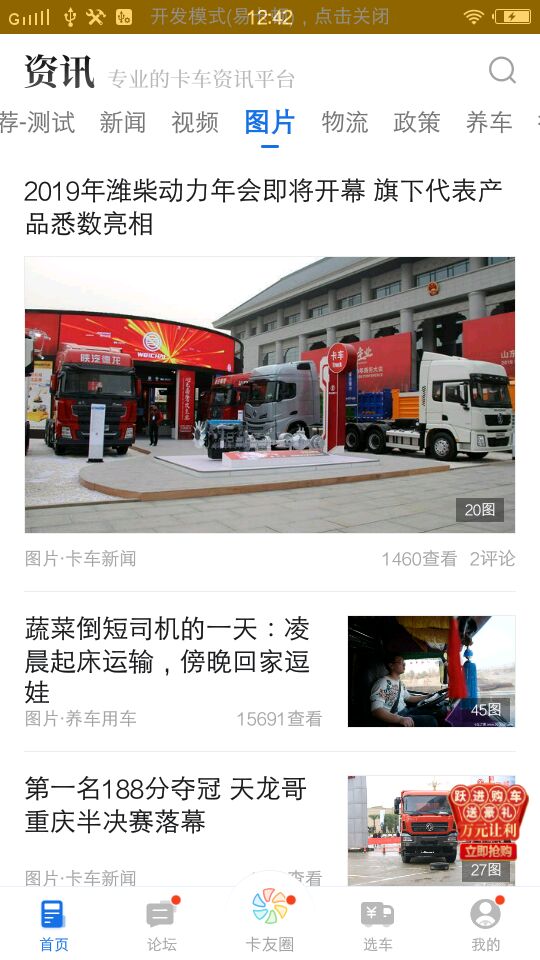 12:42
开发模式(易
，点击关闭
资讯 专业的卡车资讯平台
荐-测试 新闻 视频 图片 物流 政策 养车
2019年潍柴动力年会即将开幕 旗下代表产
品悉数亮相
陕汽德龙
WEICHAI
卡车
企业
山东
20图
图片·卡车新闻 1460查看 2评论
蔬菜倒短司机的一天：凌
晨起床运输，傍晚回家逗
娃
45图
图片·养车用车 15691查看
第一名188分夺冠 天龙哥
重庆半决赛落幕
跃进购车
送豪礼
万元让利
立即抢购
27图
图片·卡车新闻 查看
首页 论坛 卡友圈 选车 我的